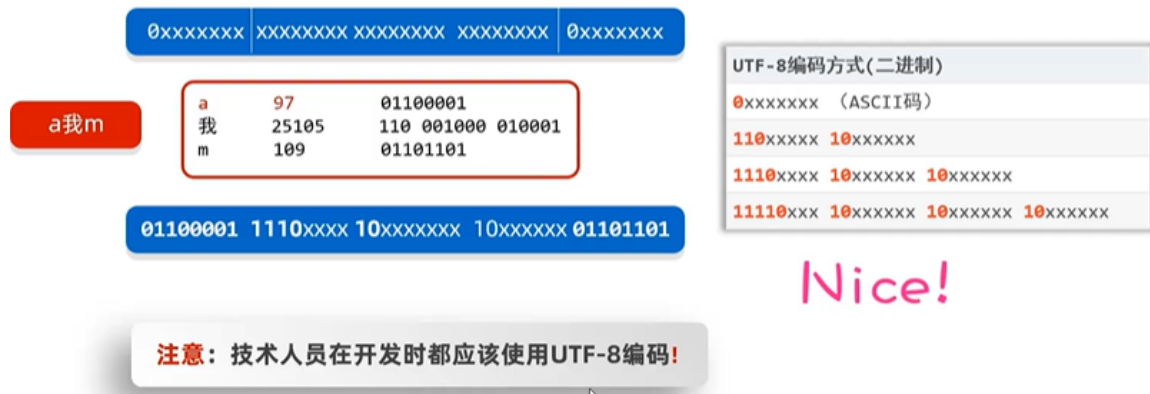 0xxxxxxx xxxxxxxx xxxxxxxx xxxxxxxx 0xxxxxxx
a我m
a 97 01100001
我 25105 110 001000 010001
m 109 01101101
01100001 1110xxxx 10xxxxxxx 10xxxxxx 01101101
UTF-8编码方式(二进制)
0xxxxxxx （ASCII码）
110xxxxx 10xxxxxx
1110xxxx 10xxxxxx 10xxxxxx
11110xxx 10xxxxxx 10xxxxxx 10xxxxxx
Nice!
注意：技术人员在开发时都应该使用UTF-8编码!